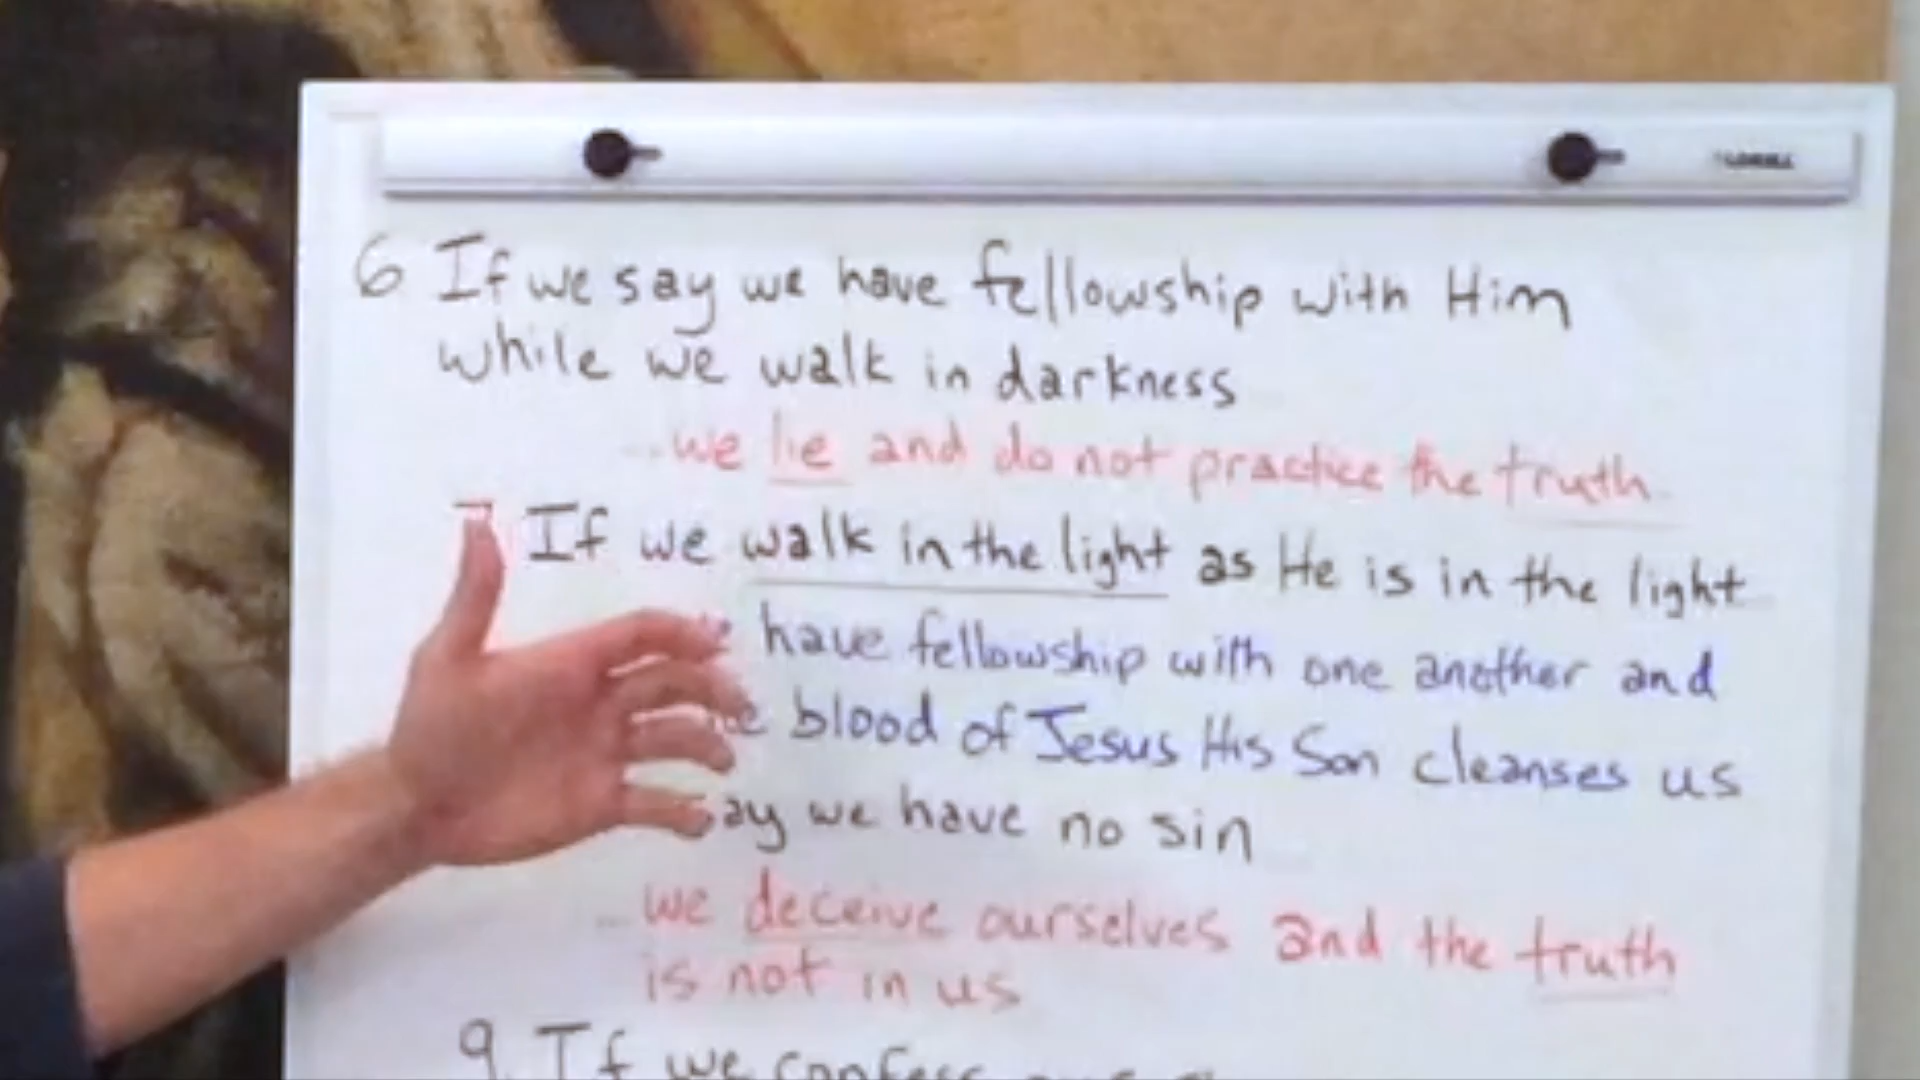 6 If we say we have fellowship with Him
while we walk in darkness
...we lie and do not practice the truth
7 If we walk in the light as He is in the light
have fellowship with one another and
blood of Jesus His Son cleanses us
say we have no sin
...we deceive ourselves and the truth
is not in us
9 If we confess